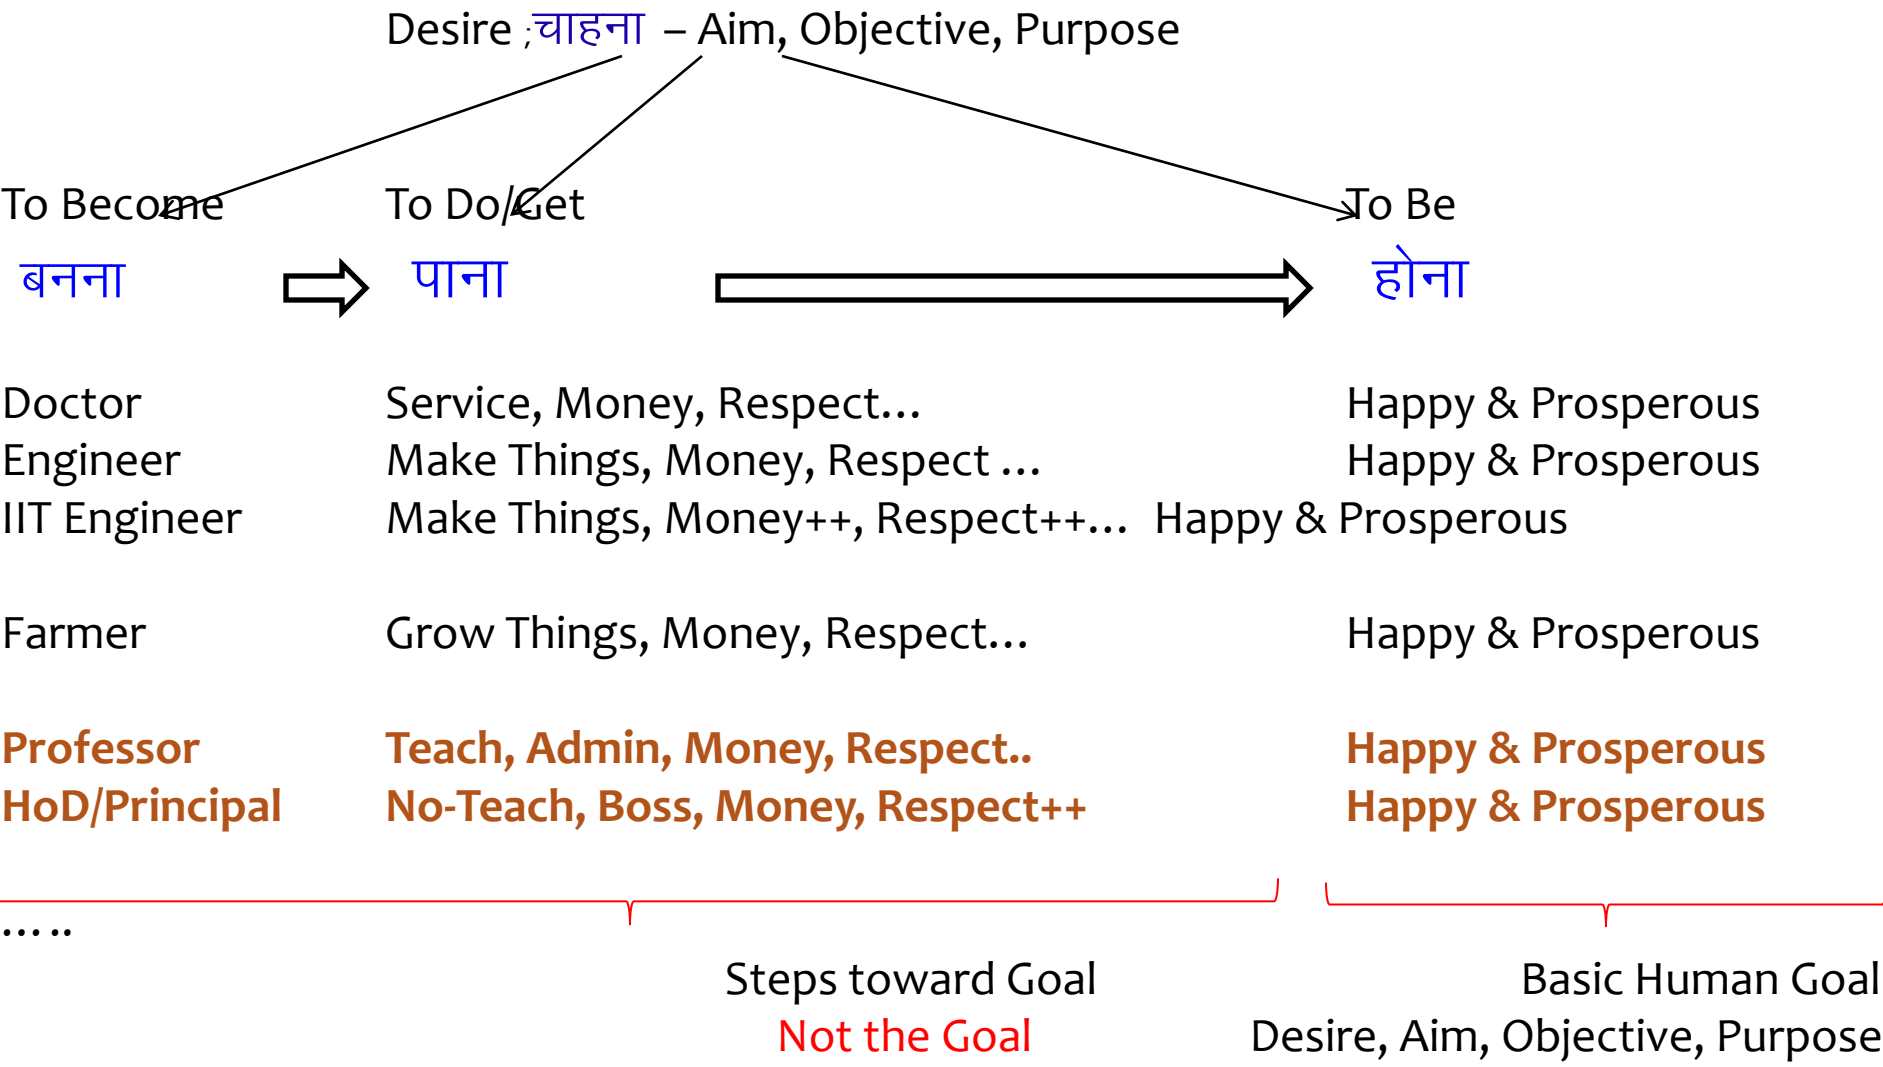 Desire ;चाहना – Aim, Objective, Purpose
To Become To Do/Get To Be
बनना पाना होना
Doctor Service, Money, Respect... Happy & Prosperous
Engineer Make Things, Money, Respect ... Happy & Prosperous
IIT Engineer Make Things, Money++, Respect++... Happy & Prosperous
Farmer Grow Things, Money, Respect... Happy & Prosperous
Professor Teach, Admin, Money, Respect.. Happy & Prosperous
HoD/Principal No-Teach, Boss, Money, Respect++ Happy & Prosperous
.....
Steps toward Goal Basic Human Goal
Not the Goal Desire, Aim, Objective, Purpose